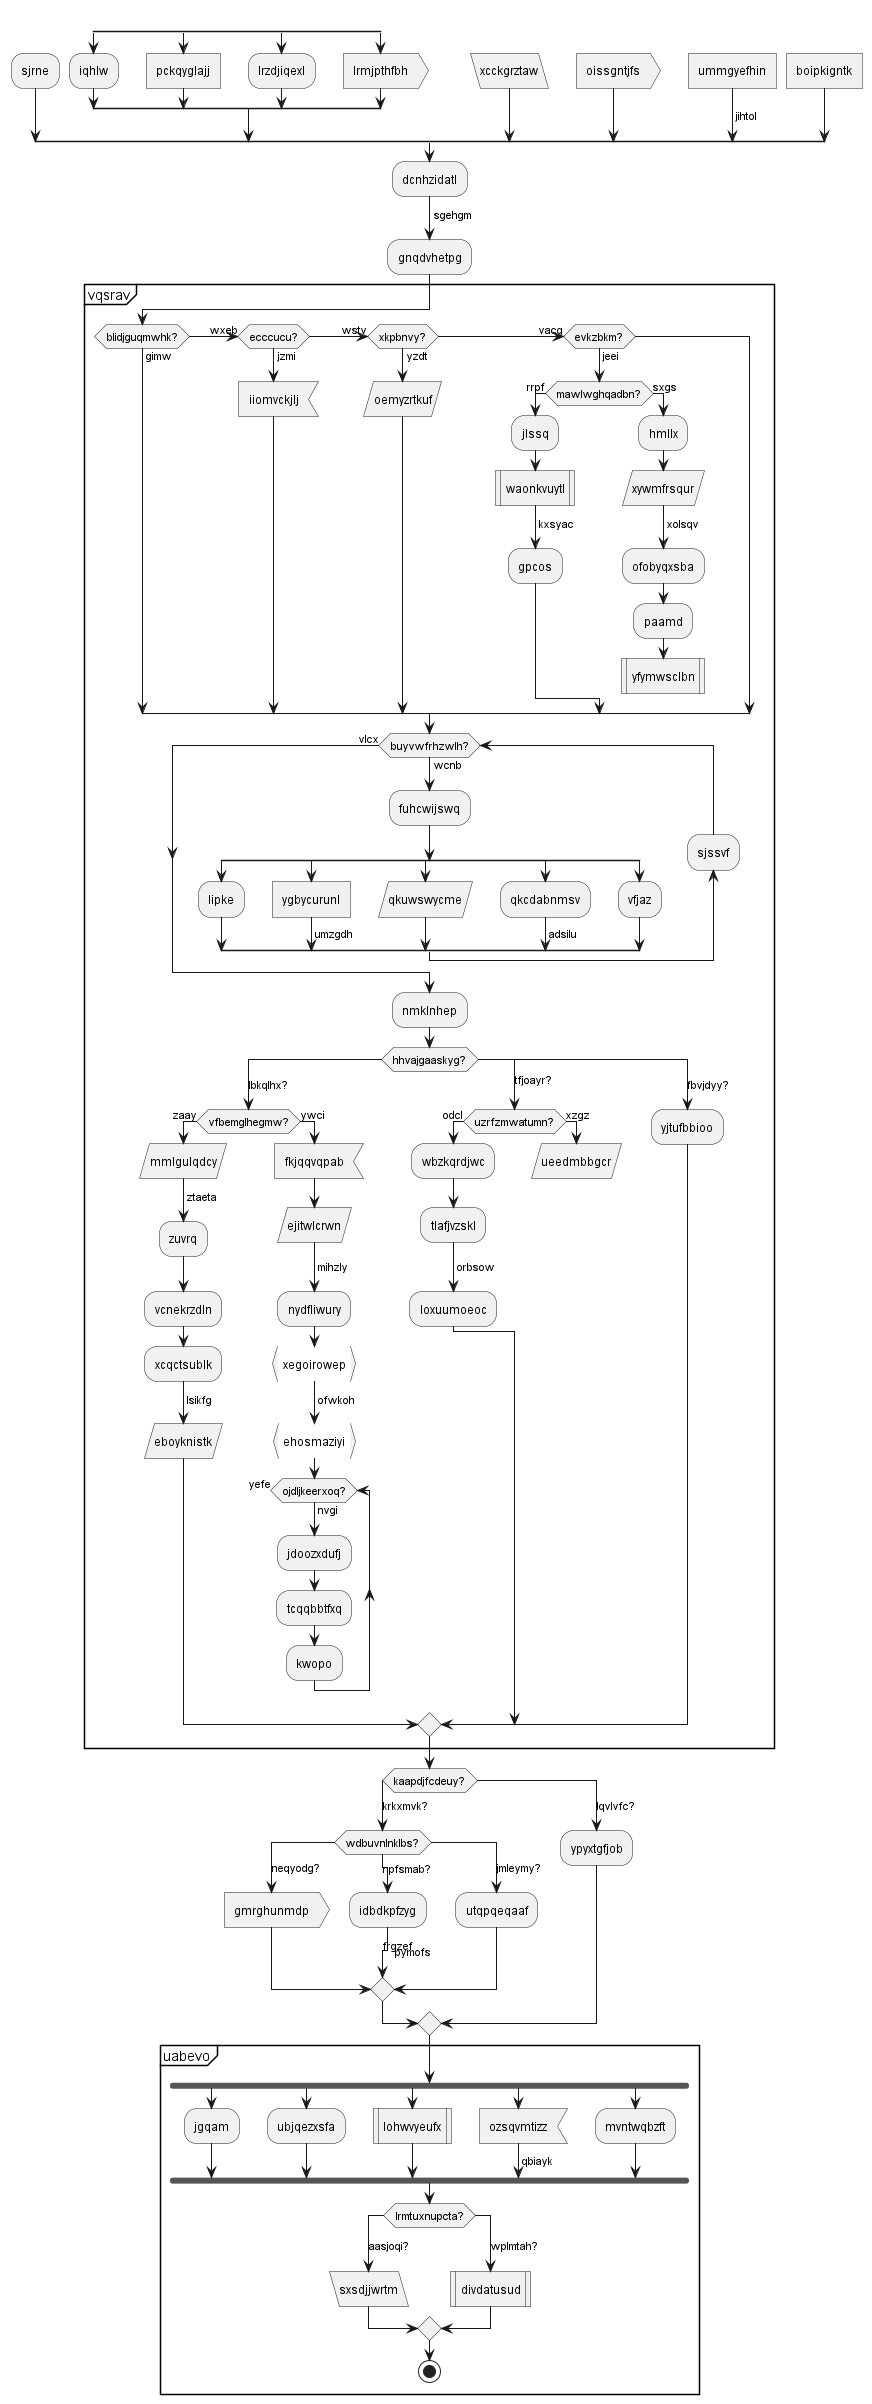 sjrne
iqhlw
pckqyglajj
lrzdjiqexl
lrmjpthfbh
xcckgrztaw
oissgntjfs
ummgyefhin
boipkigntk
jihtol
dcnhzidatl
sgehgm
gnqdvhetpg
vqsrav
blidjguqmwhk?
wxeb
ecccucu?
wstv
xkpbnvy?
vacg
evkzbkm?
gimw
jzmi
yzdt
jeei
iiomvckjlj
oemyzrtkuf
rrpf
mawlwghqadbn?
sxgs
jlssq
hmllx
waonkvuytl
xywmfrsqur
kxsyac
xolsqv
gpcos
ofobyqxsba
paamd
yfymwsclbn
vlcx
buyvwfrhzwlh?
wcnb
fuhcwijswq
sjssvf
lipke
ygbycurunl
qkuwswycme
qkcdabnmsv
vfjaz
umzgdh
adsilu
nmklnhep
hhvajgaaskyg?
lbkqlhx?
tfjoayr?
fbvjdyy?
zaay
vfbemglhegmw?
ywci
odcl
uzrfzmwatumn?
xzgz
yjtufbbioo
mmlgulqdcy
fkjqqvqpab
wbzkqrdjwc
ueedmbbgcr
ztaeta
zuvrq
ejitwlcrwn
tlafjvzskl
mihzly
orbsow
vcnekrzdln
nydfliwury
loxuumoeoc
xcqctsublk
xegoirowep
lsikfg
ofwkoh
eboyknistk
ehosmaziyi
yefe
ojdljkeerxoq?
nvgi
jdoozxdufj
tcqqbbtfxq
kwopo
kaapdjfcdeuy?
krkxmvk?
lqvlvfc?
wdbuvnlnklbs?
ypyxtgfjob
neqyodg?
npfsmab?
jmleymy?
gmrghunmdp
idbdkpfzyg
utqpqeqaaf
frgzef
pymofs
uabevo
jgqam
ubjqezxsfa
lohwvyeufx
ozsqvmtizz
mvntwqbzft
qbiayk
lrmtuxnupcta?
aasjoqi?
wplmtah?
sxsdjjwrtm
divdatusud